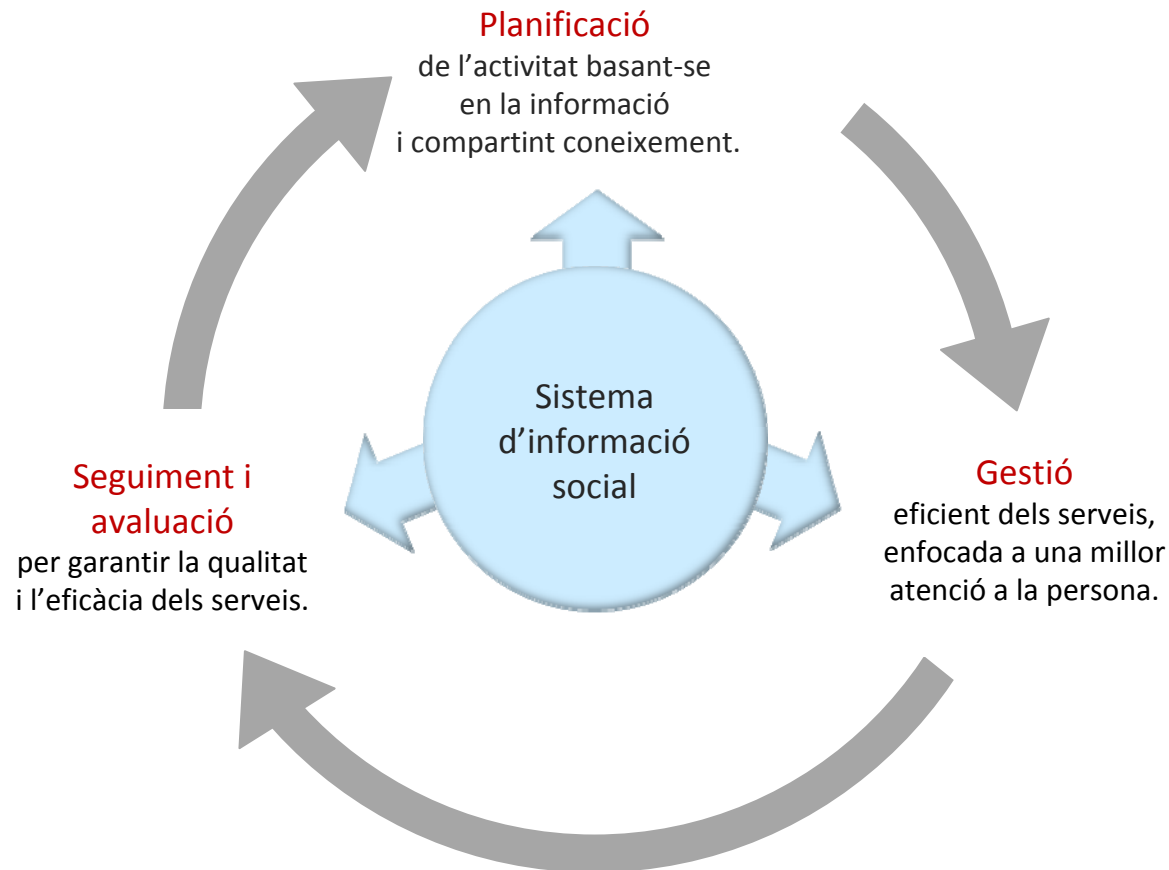 Planificació
de l’activitat basant-se
en la informació
i compartint coneixement.
Sistema
d’informació
social
Seguiment i
avaluació
per garantir la qualitat
i l’eficàcia dels serveis.
Gestió
eficient dels serveis,
enfocada a una millor
atenció a la persona.